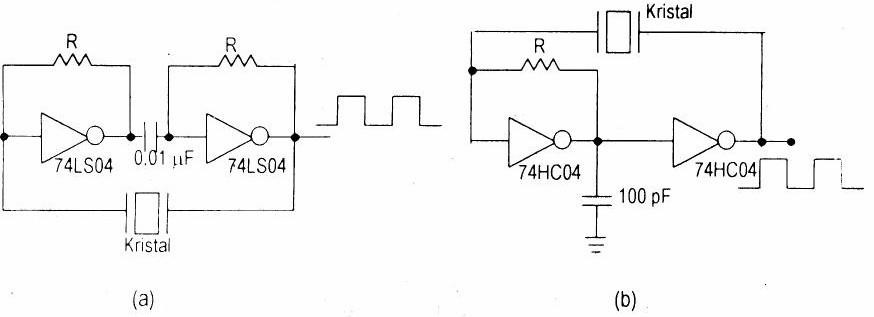 R
R
74LS04
0.01 µF
74LS04
Kristal
(a)
Kristal
R
74HC04
74HC04
100 pF
(b)